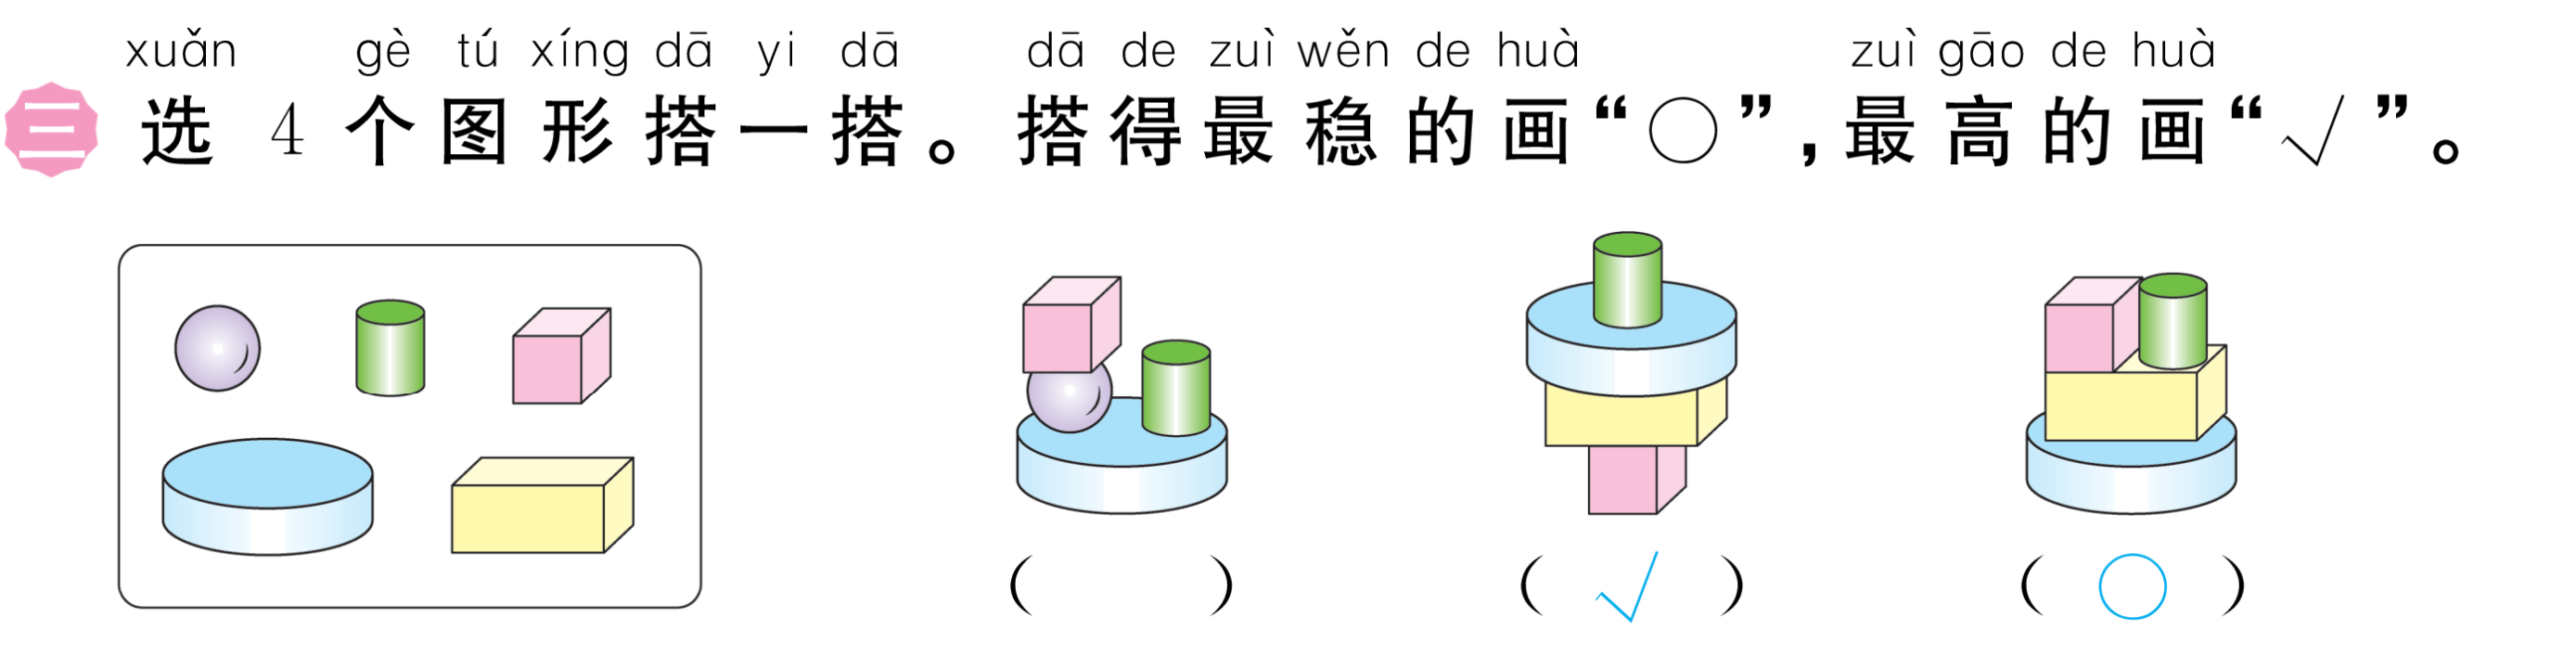 xuǎn gè tú xíng dā yi dā dā de zuì wěn de huà zuì gāo de huà
三 选 4 个图形搭一搭。搭得最稳的画“○”,最高的画“√”。
( ) ( √ ) ( ○ )